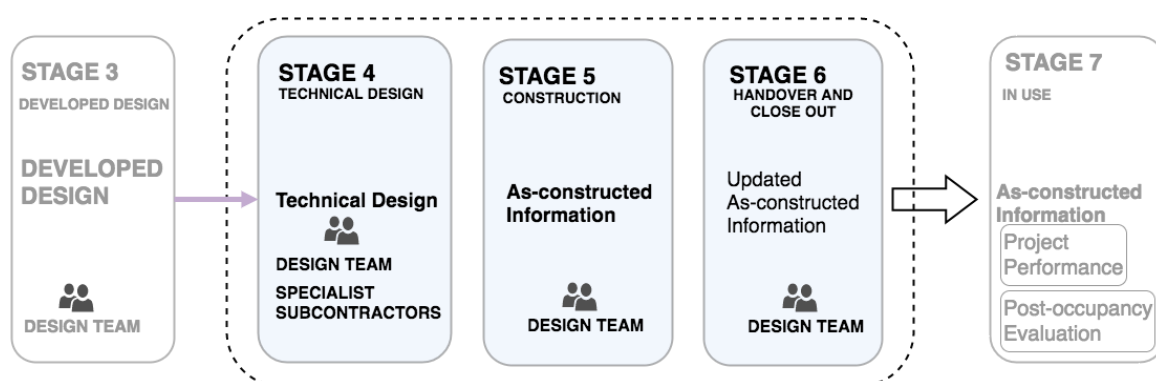 STAGE 3
DEVELOPED DESIGN
DEVELOPED
DESIGN
DESIGN TEAM
STAGE 4
TECHNICAL DESIGN
Technical Design
DESIGN TEAM
SPECIALIST
SUBCONTRACTORS
STAGE 5
CONSTRUCTION
As-constructed
Information
DESIGN TEAM
STAGE 6
HANDOVER AND
CLOSE OUT
Updated
As-constructed
Information
DESIGN TEAM
STAGE 7
IN USE
As-constructed
Information
Project
Performance
Post-occupancy
Evaluation